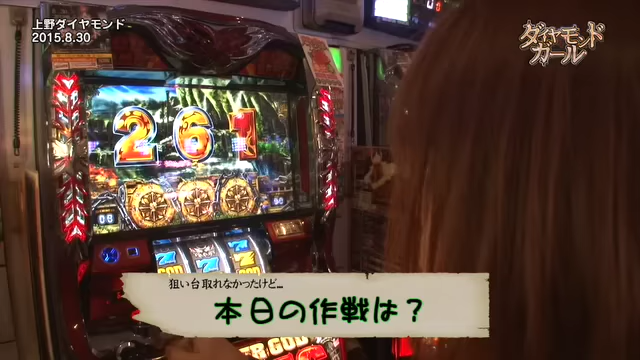 上野ダイヤモンド
2015.8.30
ダイヤモンド
ガール
261
狙い台取れなかったけど...
本日の作戦は？